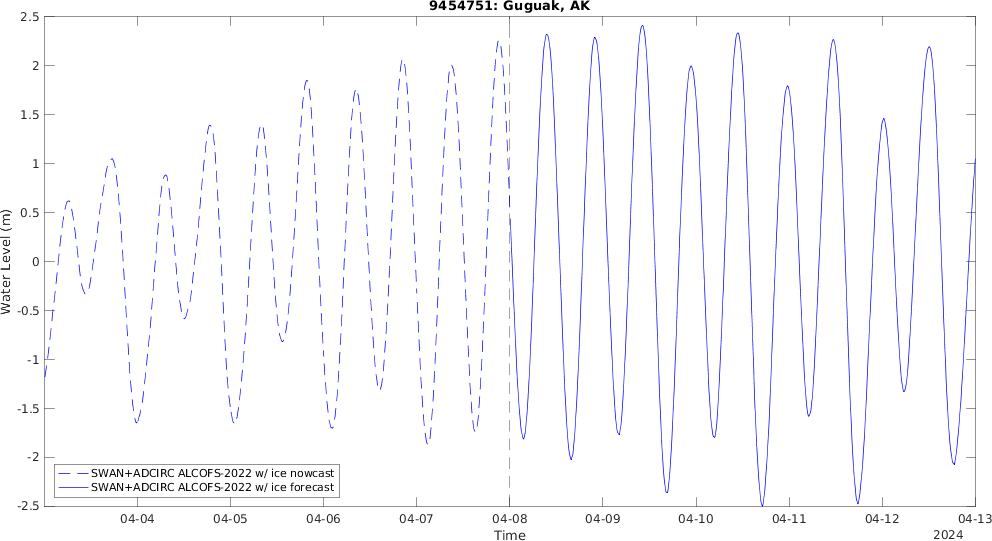 9454751: Guguak, AK
2.5
2
1.5
1
0.5
0
-0.5
-1
-1.5
-2
-2.5
Water Level (m)
SWAN+ADCIRC ALCOFS-2022 w/ ice nowcast
SWAN+ADCIRC ALCOFS-2022 w/ ice forecast
04-04 04-05 04-06 04-07 04-08 04-09 04-10 04-11 04-12 04-13
Time
2024